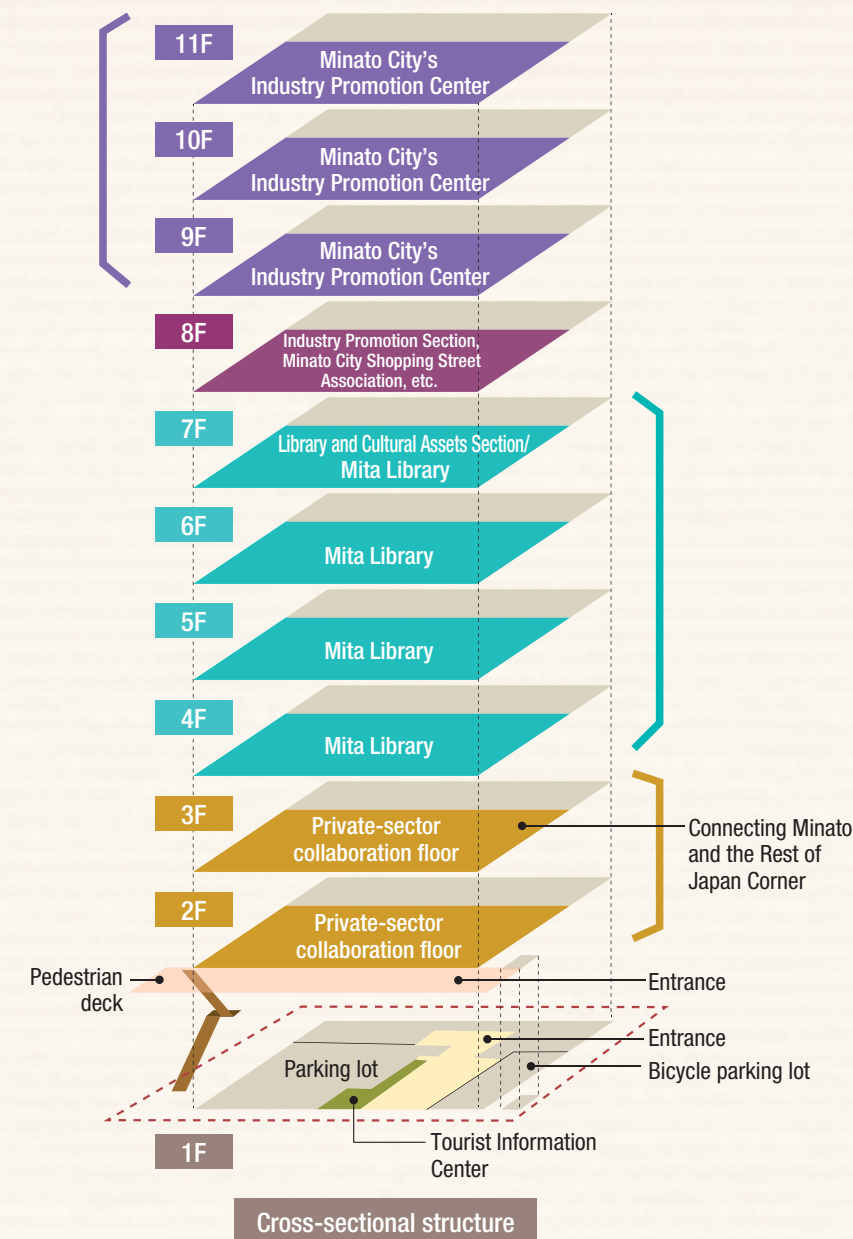 11F
Minato City's
Industry Promotion Center
10F
Minato City's
Industry Promotion Center
9F
Minato City's
Industry Promotion Center
8F
Industry Promotion Section,
Minato City Shopping Street
Association, etc.
7F
Library and Cultural Assets Section/
Mita Library
6F
Mita Library
5F
Mita Library
4F
Mita Library
3F
Private-sector
collaboration floor
Connecting Minato
and the Rest of
Japan Corner
2F
Private-sector
collaboration floor
Pedestrian
deck
Entrance
Entrance
Parking lot
Bicycle parking lot
Tourist Information
Center
1F
Cross-sectional structure